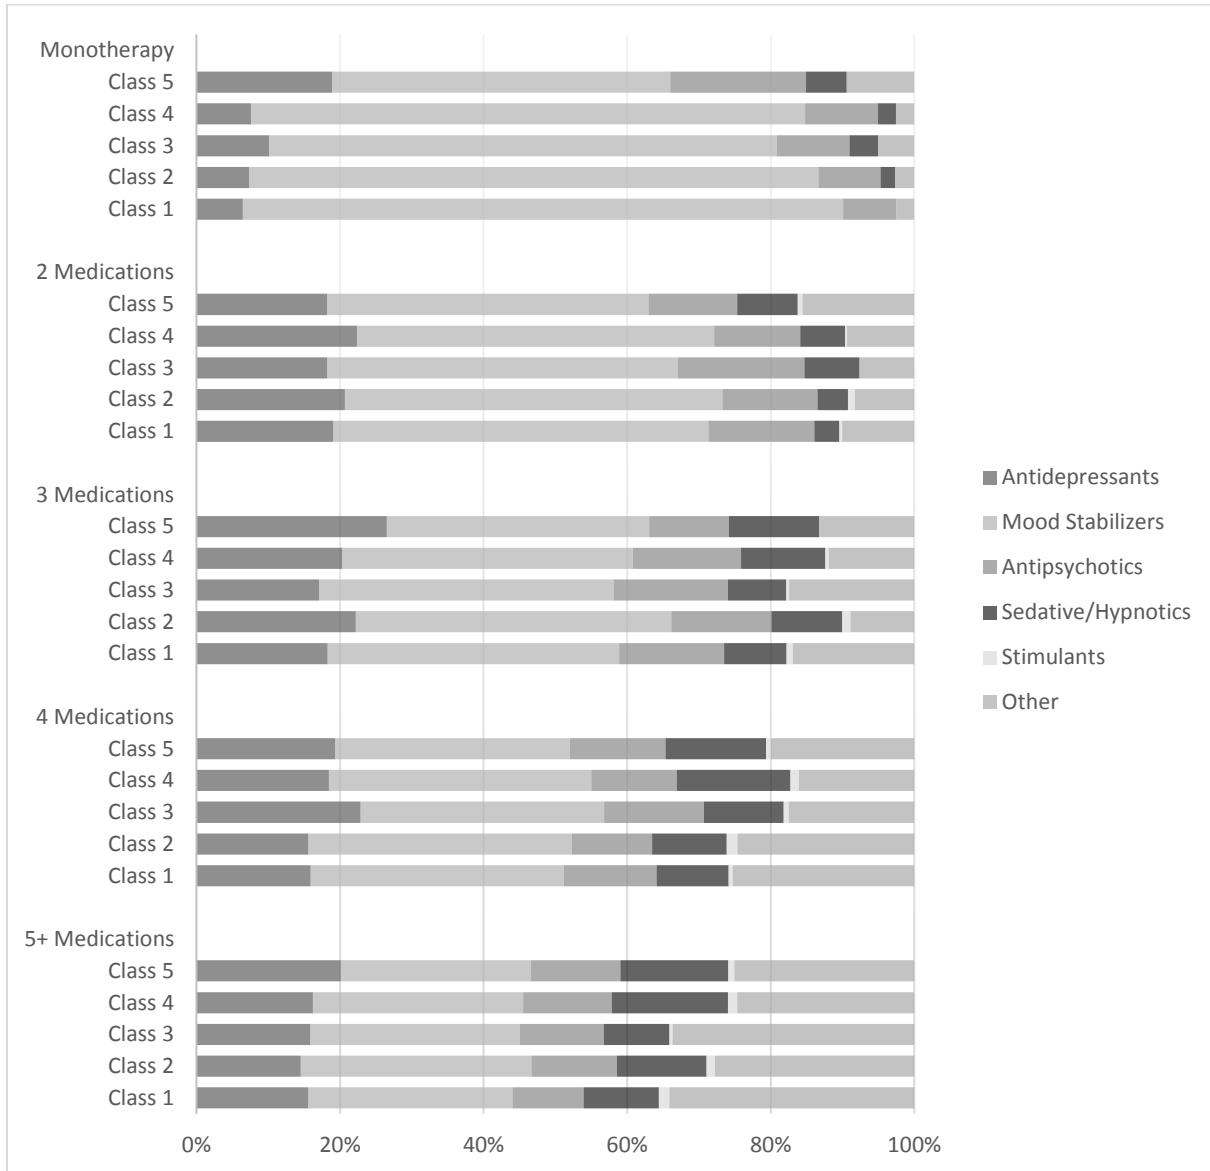 Monotherapy
Class 5
Class 4
Class 3
Class 2
Class 1
2 Medications
Class 5
Class 4
Class 3
Class 2
Class 1
3 Medications
Class 5
Class 4
Class 3
Class 2
Class 1
4 Medications
Class 5
Class 4
Class 3
Class 2
Class 1
5+ Medications
Class 5
Class 4
Class 3
Class 2
Class 1
0% 20% 40% 60% 80% 100%
Antidepressants
Mood Stabilizers
Antipsychotics
Sedative/Hypnotics
Stimulants
Other